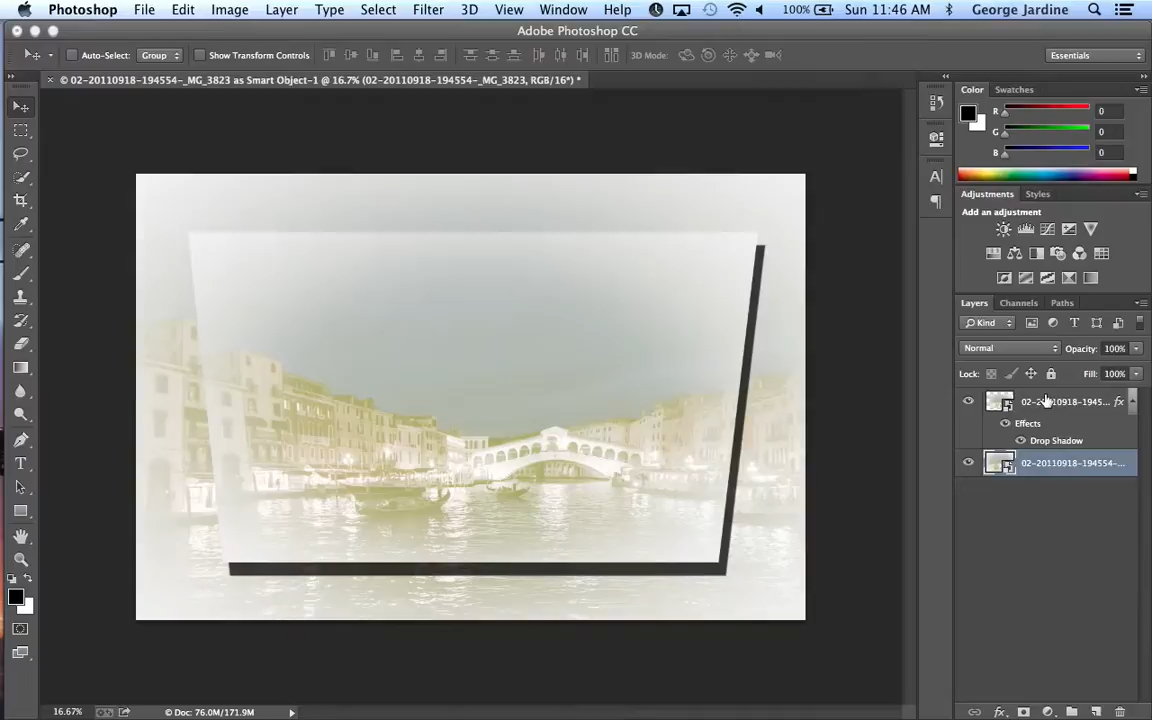 Photoshop File Edit Image Layer Type Select Filter 3D View Window Help 100% Sun 11:46 AM George Jardine
Adobe Photoshop CC
Auto-Select: Group Show Transform Controls 3D Mode: Essentials
© 02-20110918-194554-_MG_3823 as Smart Object-1 @ 16.7% (02-20110918-194554-_MG_3823, RGB/16*) *
Color Swatches
R 0
G 0
B 0
Adjustments Styles
Add an adjustment
Layers Channels Paths
Kind
Normal Opacity: 100%
Lock: Fill: 100%
fx
Effects
Drop Shadow
02-20110918-194554-...
16.67% © Doc: 76.0M/171.9M fx